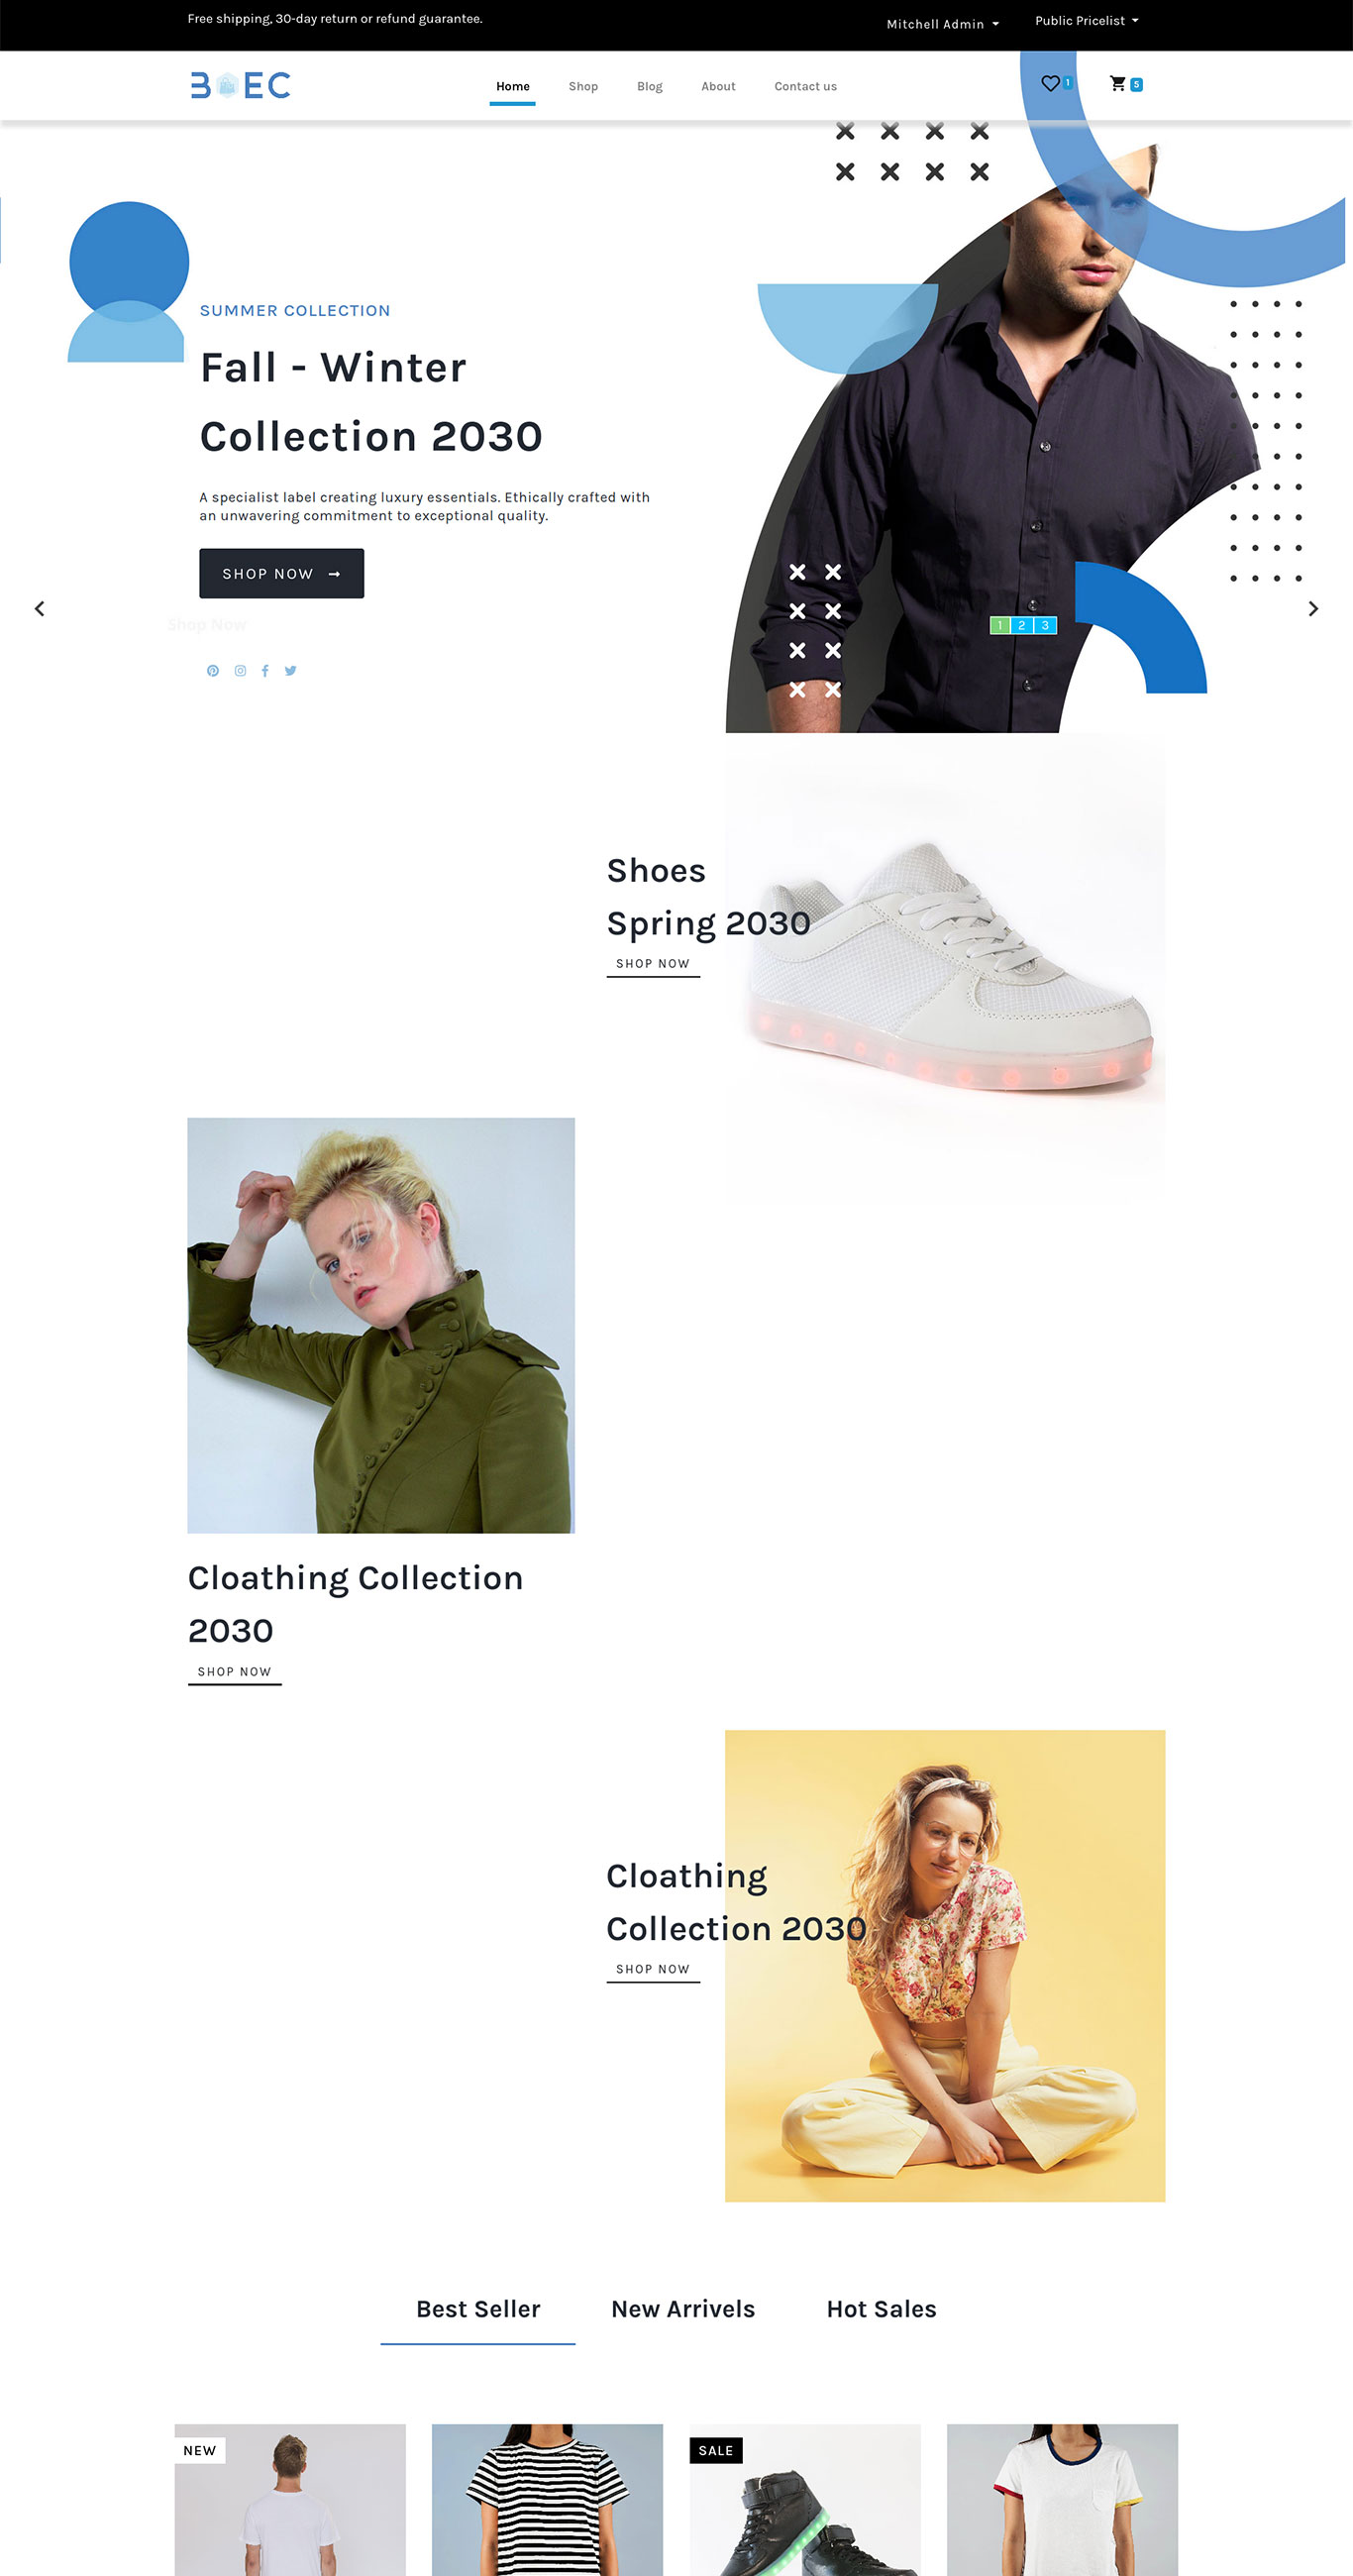 Free shipping, 30-day return or refund guarantee.
Mitchell Admin
Public Pricelist
B EC
Home
Shop
Blog
About
Contact us
1
5
SUMMER COLLECTION
Fall - Winter
Collection 2030
A specialist label creating luxury essentials. Ethically crafted with
an unwavering commitment to exceptional quality.
SHOP NOW
Shop Now
1 2 3
Shoes
Spring 2030
SHOP NOW
Cloathing Collection
2030
SHOP NOW
Cloathing
Collection 2030
SHOP NOW
Best Seller
New Arrivels
Hot Sales
NEW
SALE